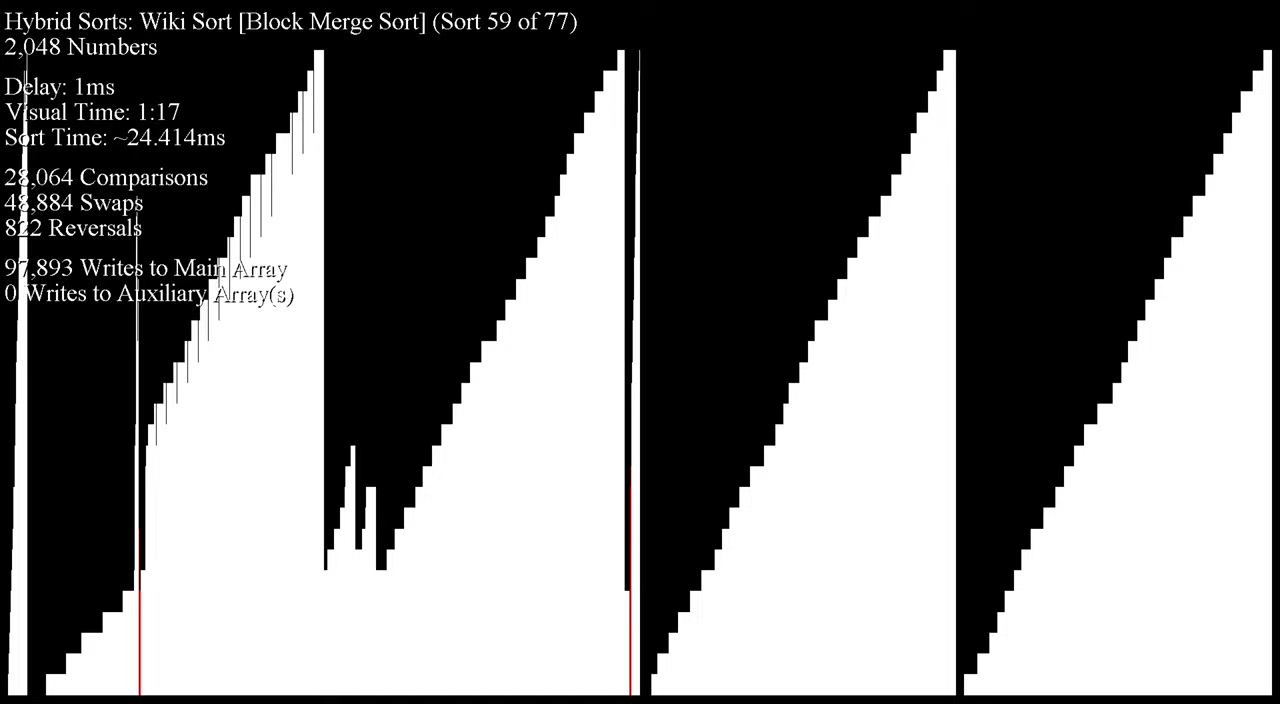 Hybrid Sorts: Wiki Sort [Block Merge Sort] (Sort 59 of 77)
2,048 Numbers
Delay: 1ms
Visual Time: 1:17
Sort Time: ~24.414ms
28,064 Comparisons
48,884 Swaps
822 Reversals
97,893 Writes to Main Array
0 Writes to Auxiliary Array(s)